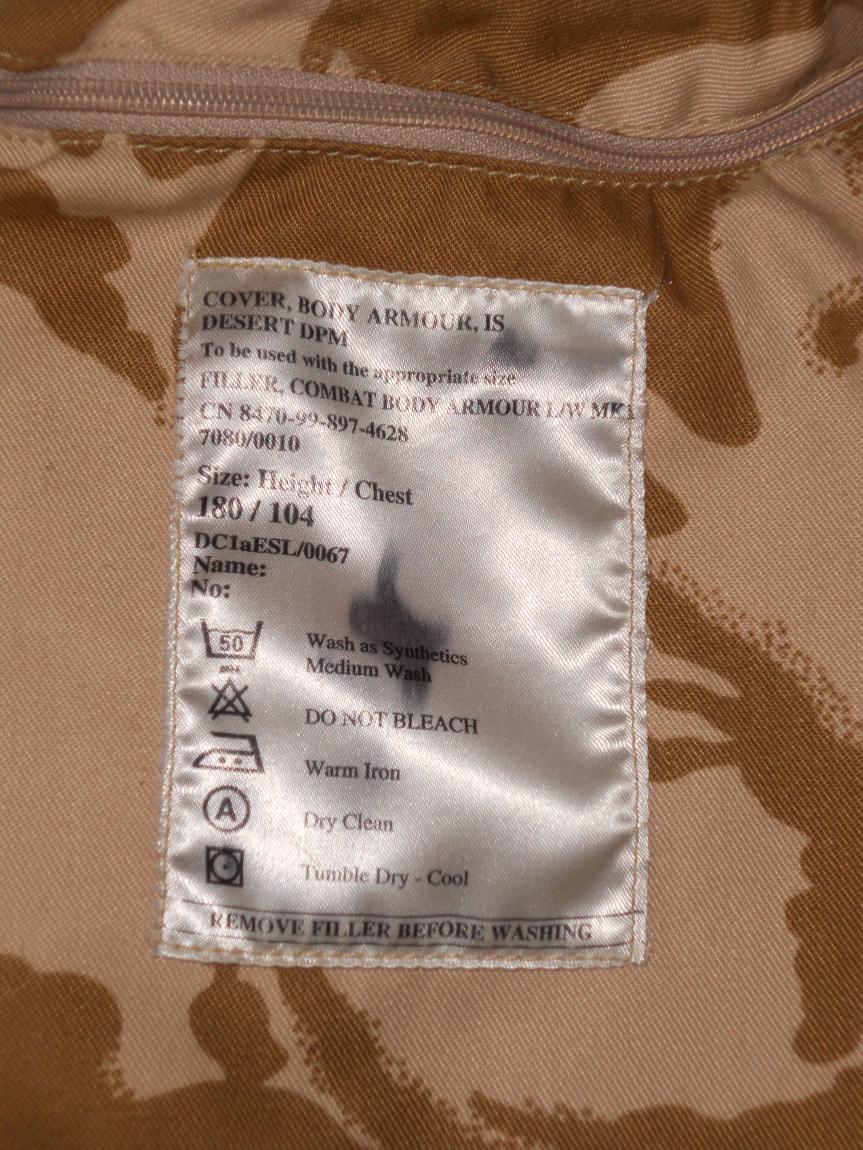 COVER, BODY ARMOUR, IS
DESERT DPM
To be used with the appropriate size
FILLER, COMBAT BODY ARMOUR L/W MK1
CN 8470-99-897-4628
7080/0010
Size: Height / Chest
180 / 104
DC1aESL/0067
Name:
No:
50 Wash as Synthetics
Medium Wash
DO NOT BLEACH
Warm Iron
A Dry Clean
Tumble Dry - Cool
REMOVE FILLER BEFORE WASHING